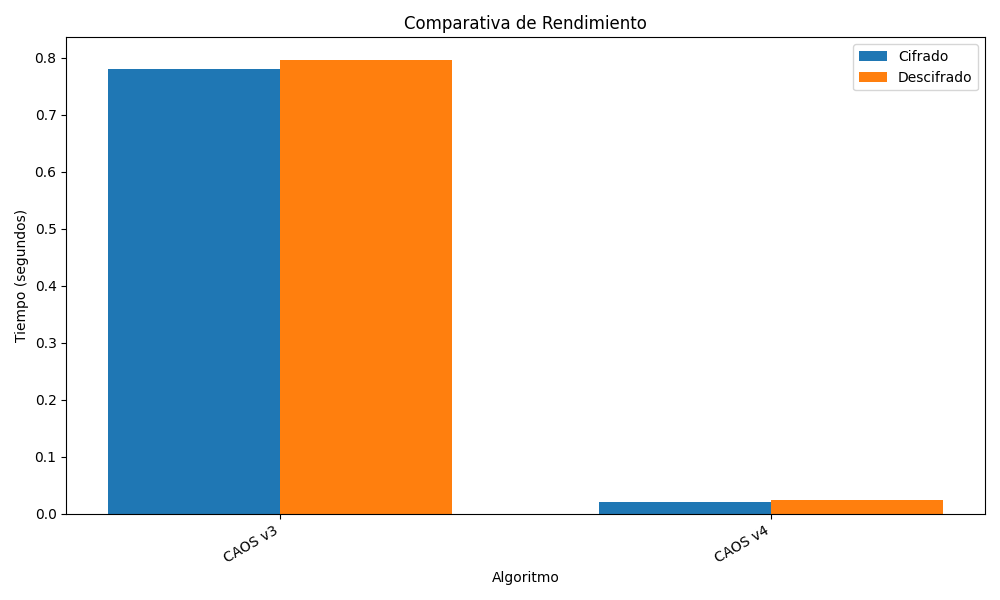 Comparativa de Rendimiento
Cifrado
Descifrado
Tiempo (segundos)
0.8
0.7
0.6
0.5
0.4
0.3
0.2
0.1
0.0
CAOS v3
CAOS v4
Algoritmo